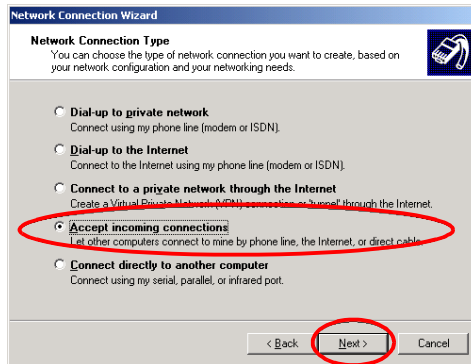 Network Connection Wizard
Network Connection Type
You can choose the type of network connection you want to create, based on
your network configuration and your networking needs.
Dial-up to private network
Connect using my phone line (modem or ISDN).
Dial-up to the Internet
Connect to the Internet using my phone line (modem or ISDN).
Connect to a private network through the Internet
Create a Virtual Private Network (VPN) connection or 'tunnel' through the Internet.
Accept incoming connections
Let other computers connect to mine by phone line, the Internet, or direct cable.
Connect directly to another computer
Connect using my serial, parallel, or infrared port.
< Back Next > Cancel